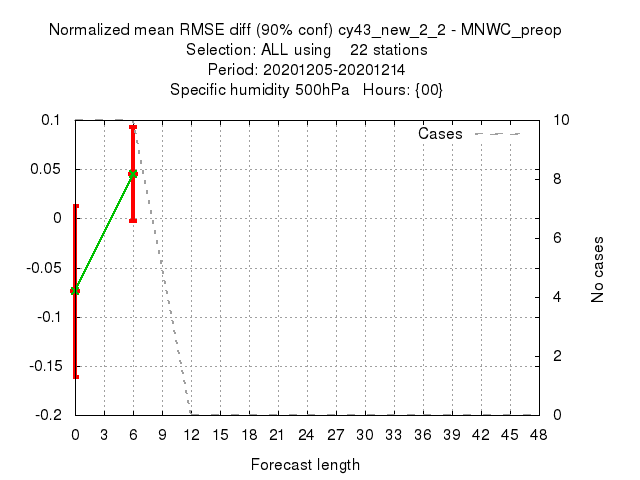 Normalized mean RMSE diff (90% conf) cy43_new_2_2 - MNWC_preop
Selection: ALL using 22 stations
Period: 20201205-20201214
Specific humidity 500hPa Hours: {00}
Cases
0.1
0.05
0
-0.05
-0.1
-0.15
-0.2
10
8
6
4
2
0
No cases
0 3 6 9 12 15 18 21 24 27 30 33 36 39 42 45 48
Forecast length